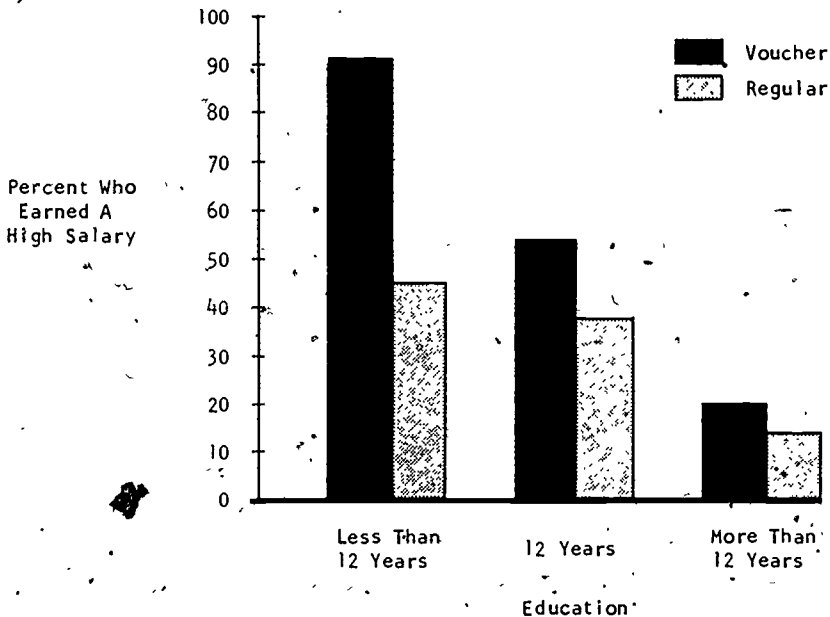 100
90
80
70
60
50
40
30
20
10
0
Voucher
Regular
Percent Who
Earned A
High Salary
Less Than
12 Years
12 Years
More Than
12 Years
Education